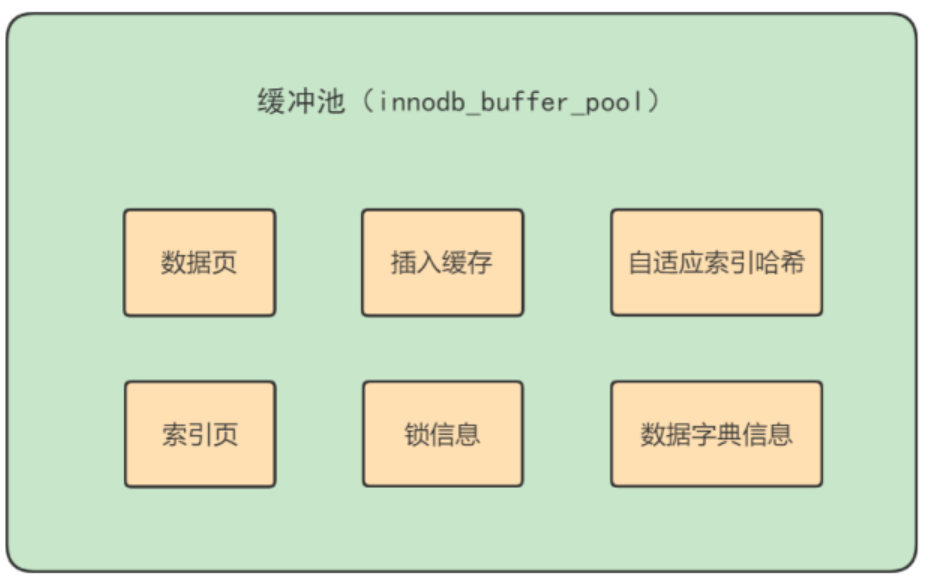 缓冲池（innodb_buffer_pool）
数据页
插入缓存
自适应索引哈希
索引页
锁信息
数据字典信息